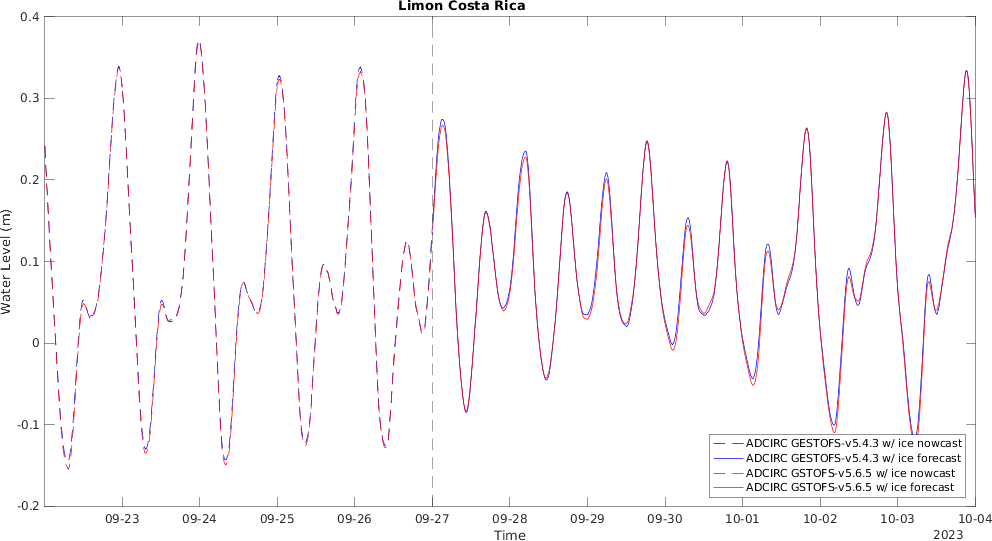 Limon Costa Rica
0.4
0.3
0.2
0.1
0
-0.1
-0.2
Water Level (m)
09-23 09-24 09-25 09-26 09-27 09-28 09-29 09-30 10-01 10-02 10-03 10-04
Time
2023
ADCIRC GESTOFS-v5.4.3 w/ ice nowcast
ADCIRC GESTOFS-v5.4.3 w/ ice forecast
ADCIRC GSTOFS-v5.6.5 w/ ice nowcast
ADCIRC GSTOFS-v5.6.5 w/ ice forecast